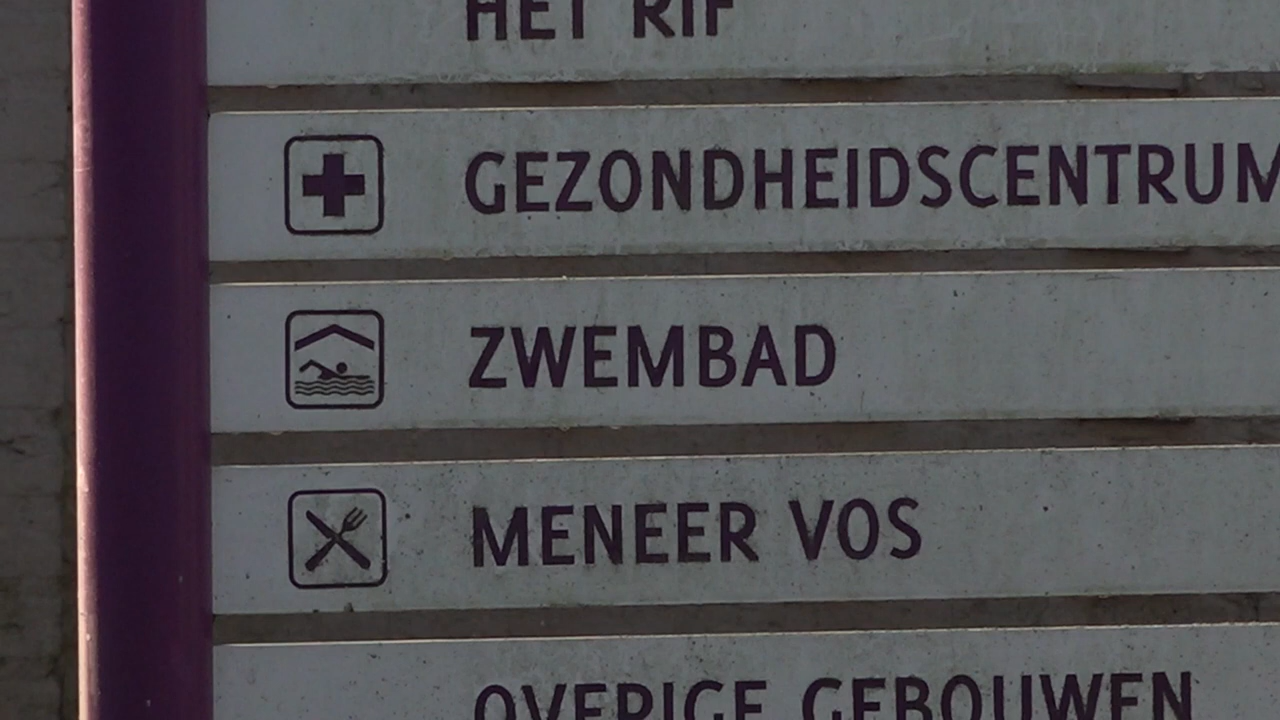 HET RIF
GEZONDHEIDSCENTRUM
ZWEMBAD
MENEER VOS
OVERIGE GEBOUWEN